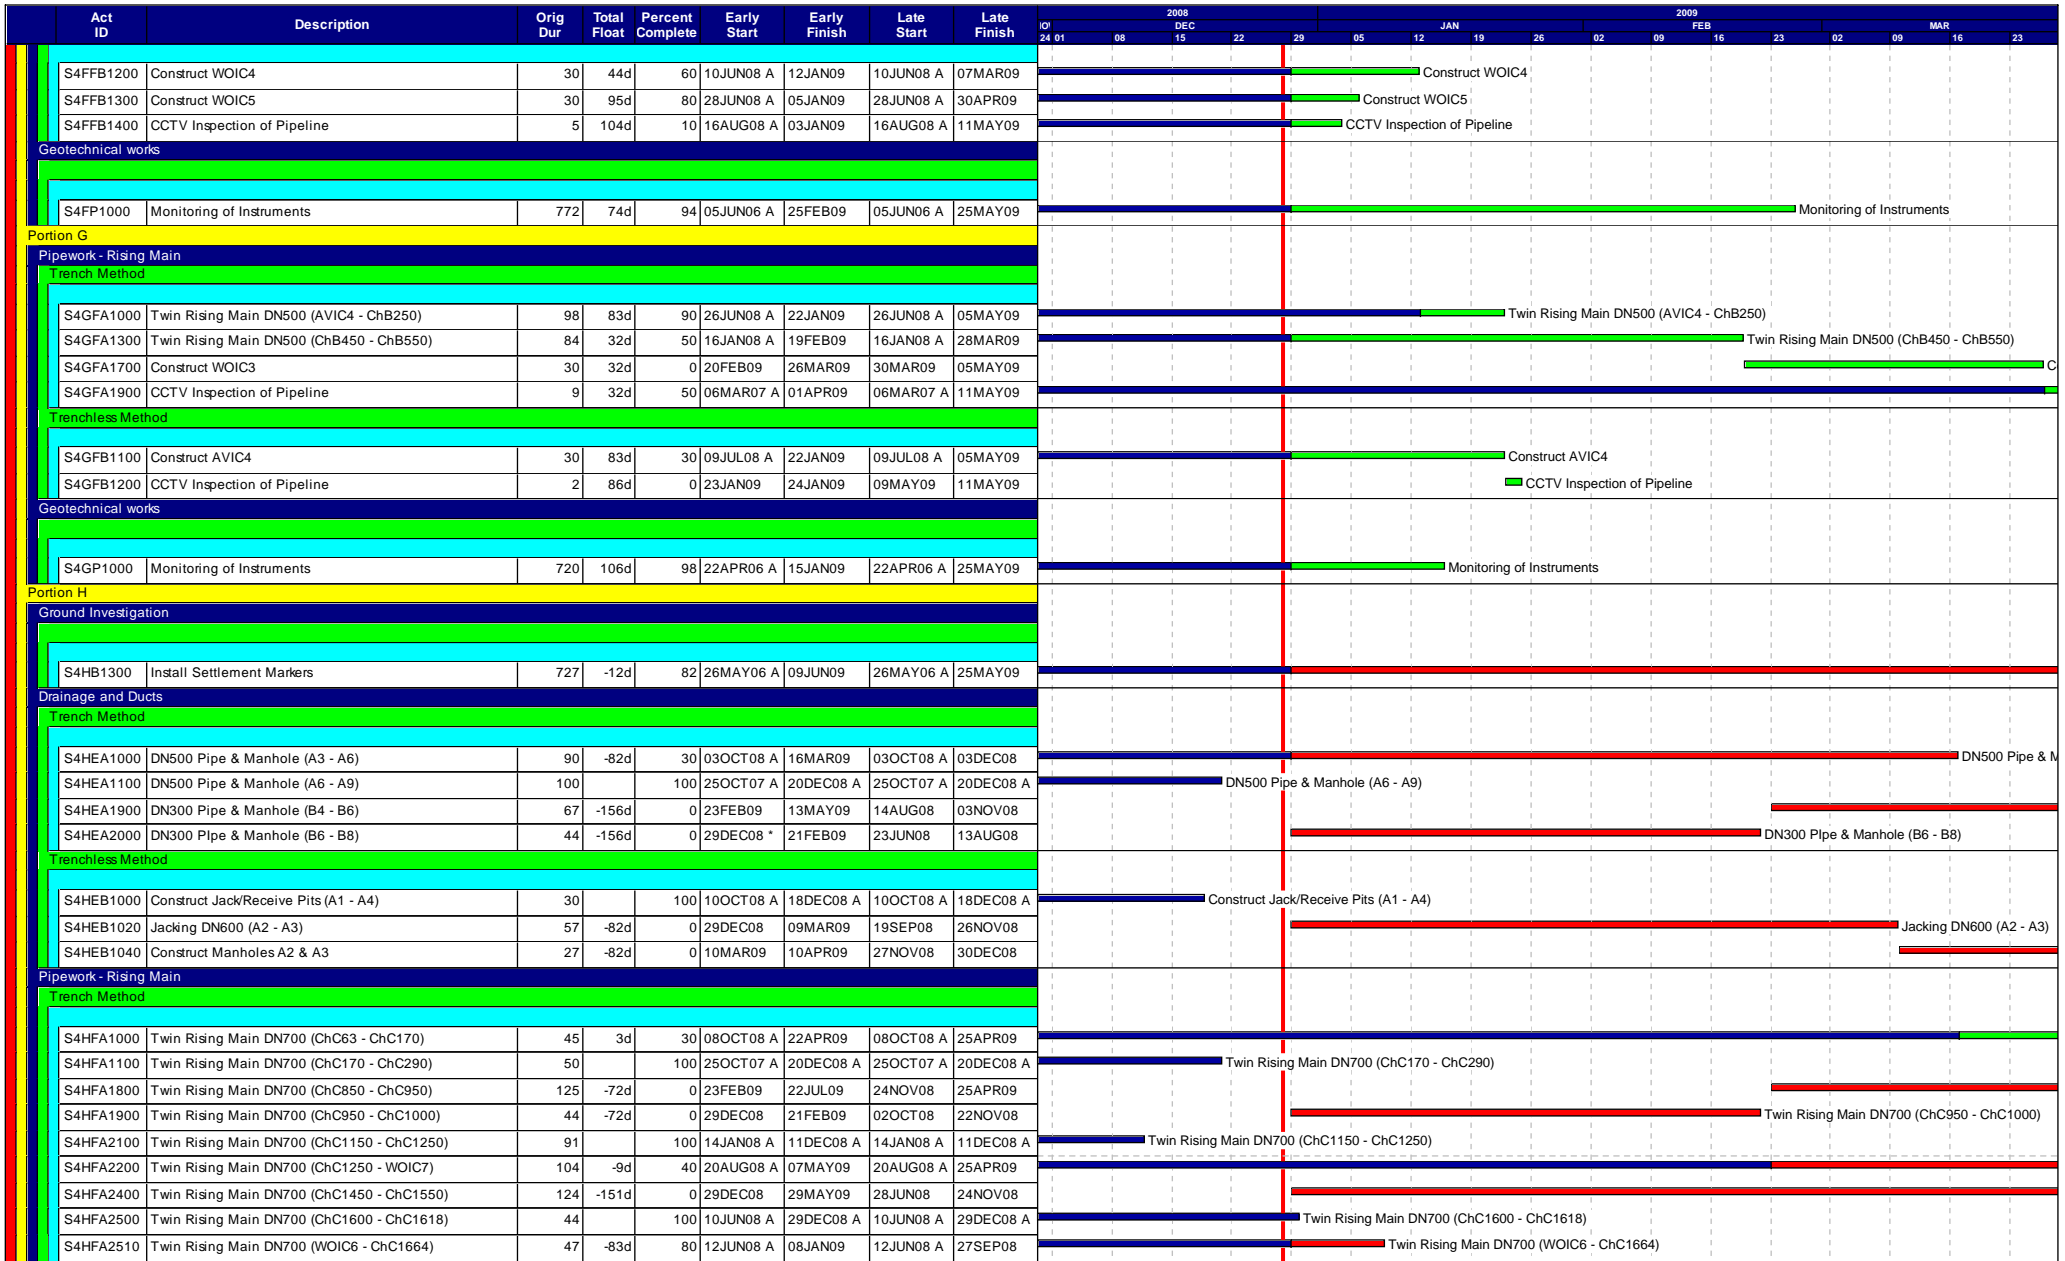 Act ID Description Orig Dur Total Float Percent Complete Early Start Early Finish Late Start Late Finish
2008 2009
DEC JAN FEB MAR
24 01 08 15 22 29 05 12 19 26 02 09 16 23 02 09 16 23
S4FFB1200 Construct WOIC4 30 44d 60 10JUN08 A 12JAN09 10JUN08 A 07MAR09 Construct WOIC4
S4FFB1300 Construct WOIC5 30 95d 80 28JUN08 A 05JAN09 28JUN08 A 30APR09 Construct WOIC5
S4FFB1400 CCTV Inspection of Pipeline 5 104d 10 16AUG08 A 03JAN09 16AUG08 A 11MAY09 CCTV Inspection of Pipeline
Geotechnical works
S4FP1000 Monitoring of Instruments 772 74d 94 05JUN06 A 25FEB09 05JUN06 A 25MAY09 Monitoring of Instruments
Portion G
Pipework - Rising Main
Trench Method
S4GFA1000 Twin Rising Main DN500 (AVIC4 - ChB250) 98 83d 90 26JUN08 A 22JAN09 26JUN08 A 05MAY09 Twin Rising Main DN500 (AVIC4 - ChB250)
S4GFA1300 Twin Rising Main DN500 (ChB450 - ChB550) 84 32d 50 16JAN08 A 19FEB09 16JAN08 A 28MAR09 Twin Rising Main DN500 (ChB450 - ChB550)
S4GFA1700 Construct WOIC3 30 32d 0 20FEB09 26MAR09 30MAR09 05MAY09 C
S4GFA1900 CCTV Inspection of Pipeline 9 32d 50 06MAR07 A 01APR09 06MAR07 A 11MAY09
Trenchless Method
S4GFB1100 Construct AVIC4 30 83d 30 09JUL08 A 22JAN09 09JUL08 A 05MAY09 Construct AVIC4
S4GFB1200 CCTV Inspection of Pipeline 2 86d 0 23JAN09 24JAN09 09MAY09 11MAY09 CCTV Inspection of Pipeline
Geotechnical works
S4GP1000 Monitoring of Instruments 720 106d 98 22APR06 A 15JAN09 22APR06 A 25MAY09 Monitoring of Instruments
Portion H
Ground Investigation
S4HB1300 Install Settlement Markers 727 -12d 82 26MAY06 A 09JUN09 26MAY06 A 25MAY09
Drainage and Ducts
Trench Method
S4HEA1000 DN500 Pipe & Manhole (A3 - A6) 90 -82d 30 03OCT08 A 16MAR09 03OCT08 A 03DEC08 DN500 Pipe & M
S4HEA1100 DN500 Pipe & Manhole (A6 - A9) 100 100 25OCT07 A 20DEC08 A 25OCT07 A 20DEC08 A DN500 Pipe & Manhole (A6 - A9)
S4HEA1900 DN300 Pipe & Manhole (B4 - B6) 67 -156d 0 23FEB09 13MAY09 14AUG08 03NOV08
S4HEA2000 DN300 PIpe & Manhole (B6 - B8) 44 -156d 0 29DEC08 * 21FEB09 23JUN08 13AUG08 DN300 PIpe & Manhole (B6 - B8)
Trenchless Method
S4HEB1000 Construct Jack/Receive Pits (A1 - A4) 30 100 10OCT08 A 18DEC08 A 10OCT08 A 18DEC08 A Construct Jack/Receive Pits (A1 - A4)
S4HEB1020 Jacking DN600 (A2 - A3) 57 -82d 0 29DEC08 09MAR09 19SEP08 26NOV08 Jacking DN600 (A2 - A3)
S4HEB1040 Construct Manholes A2 & A3 27 -82d 0 10MAR09 10APR09 27NOV08 30DEC08
Pipework - Rising Main
Trench Method
S4HFA1000 Twin Rising Main DN700 (ChC63 - ChC170) 45 3d 30 08OCT08 A 22APR09 08OCT08 A 25APR09
S4HFA1100 Twin Rising Main DN700 (ChC170 - ChC290) 50 100 25OCT07 A 20DEC08 A 25OCT07 A 20DEC08 A Twin Rising Main DN700 (ChC170 - ChC290)
S4HFA1800 Twin Rising Main DN700 (ChC850 - ChC950) 125 -72d 0 23FEB09 22JUL09 24NOV08 25APR09
S4HFA1900 Twin Rising Main DN700 (ChC950 - ChC1000) 44 -72d 0 29DEC08 21FEB09 02OCT08 22NOV08 Twin Rising Main DN700 (ChC950 - ChC1000)
S4HFA2100 Twin Rising Main DN700 (ChC1150 - ChC1250) 91 100 14JAN08 A 11DEC08 A 14JAN08 A 11DEC08 A Twin Rising Main DN700 (ChC1150 - ChC1250)
S4HFA2200 Twin Rising Main DN700 (ChC1250 - WOIC7) 104 -9d 40 20AUG08 A 07MAY09 20AUG08 A 25APR09
S4HFA2400 Twin Rising Main DN700 (ChC1450 - ChC1550) 124 -151d 0 29DEC08 29MAY09 28JUN08 24NOV08
S4HFA2500 Twin Rising Main DN700 (ChC1600 - ChC1618) 44 100 10JUN08 A 29DEC08 A 10JUN08 A 29DEC08 A Twin Rising Main DN700 (ChC1600 - ChC1618)
S4HFA2510 Twin Rising Main DN700 (WOIC6 - ChC1664) 47 -83d 80 12JUN08 A 08JAN09 12JUN08 A 27SEP08 Twin Rising Main DN700 (WOIC6 - ChC1664)